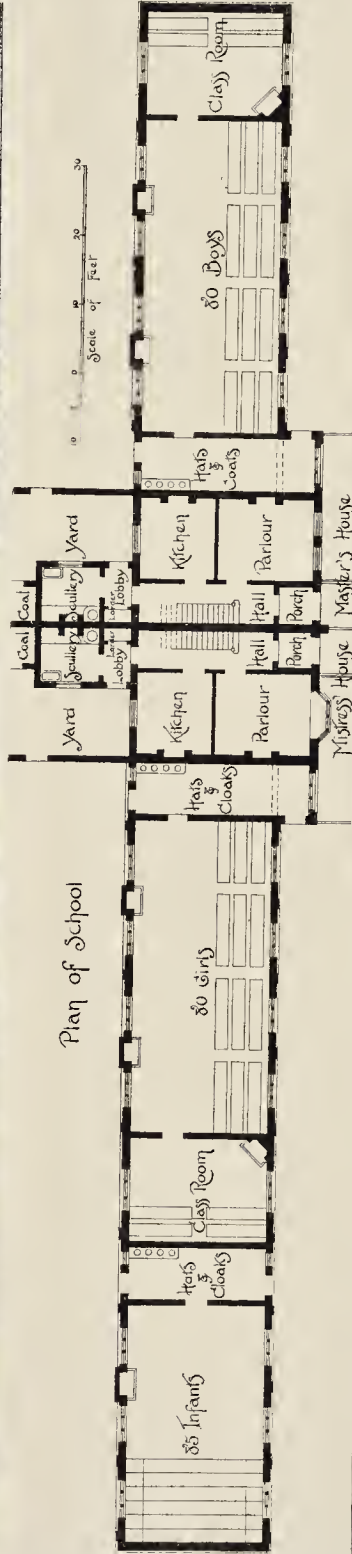 Plan of School
10 0 10 20 30
Scale of Feet
Coal
Coal
Yard
Scullery
Scullery
Yard
Larder
Larder
Lobby
Lobby
85 Infants
Hats
&
Cloaks
Class Room
80 Girls
Hats
&
Cloaks
Kitchen
Kitchen
Parlour
Hall
Hall
Parlour
Porch
Porch
Hats
&
Coats
80 Boys
Class Room
Mistress' House
Master's House